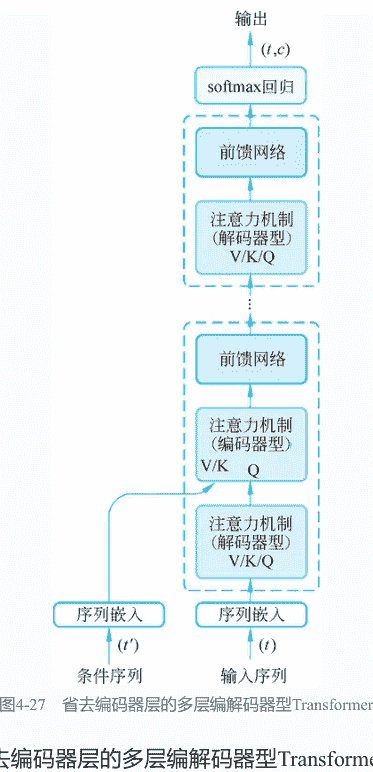 输出
(t,c)
softmax回归
前馈网络
注意力机制
(解码器型)
V/K/Q
...
前馈网络
注意力机制
(编码器型)
V/K
Q
注意力机制
(解码器型)
V/K/Q
序列嵌入
序列嵌入
(t')
(t)
条件序列
输入序列
图4-27 省去编码器层的多层编解码器型Transformer
去编码器层的多层编解码器型Transforme